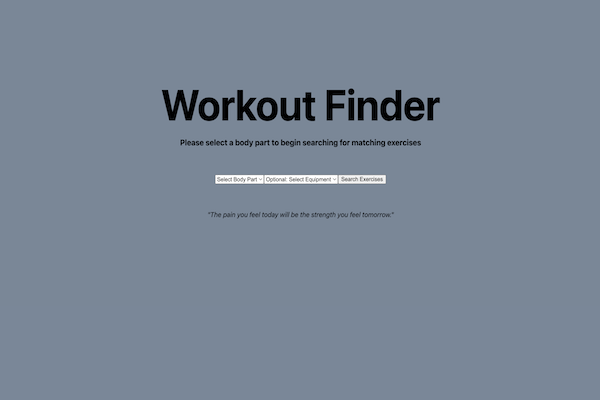 Workout Finder
Please select a body part to begin searching for matching exercises
Select Body Part Optional: Select Equipment Search Exercises
"The pain you feel today will be the strength you feel tomorrow."